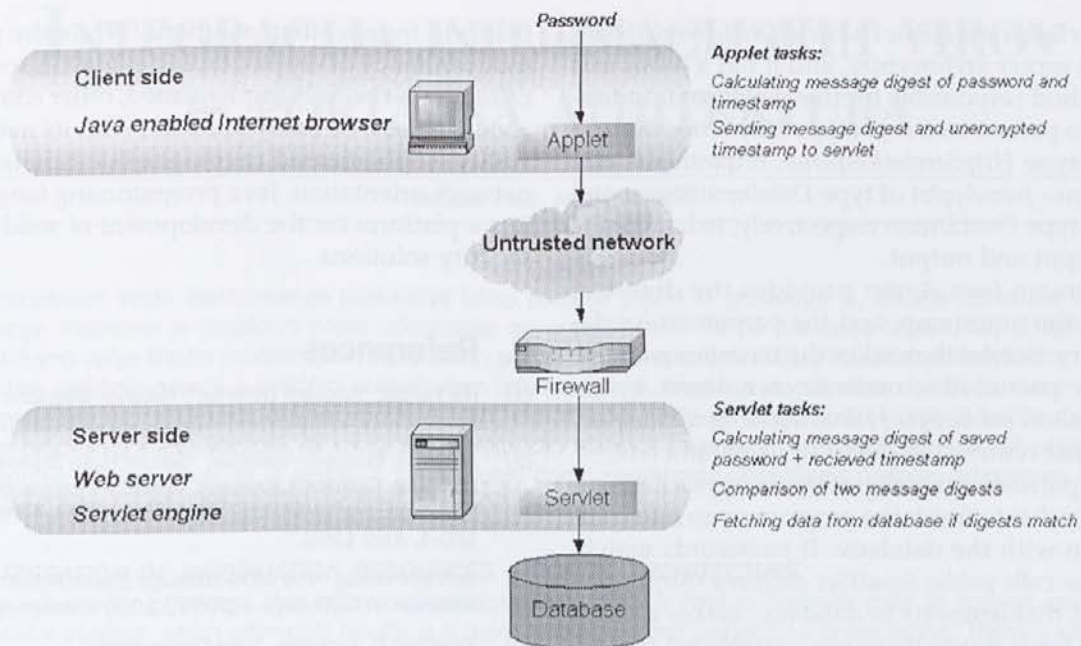 Password
Client side
Java enabled Internet browser
Applet
Applet tasks:
Calculating message digest of password and
timestamp
Sending message digest and unencrypted
timestamp to servlet
Untrusted network
Firewall
Server side
Web server
Servlet engine
Servlet
Servlet tasks:
Calculating message digest of saved
password + recieved timestamp
Comparison of two message digests
Fetching data from database if digests match
Database